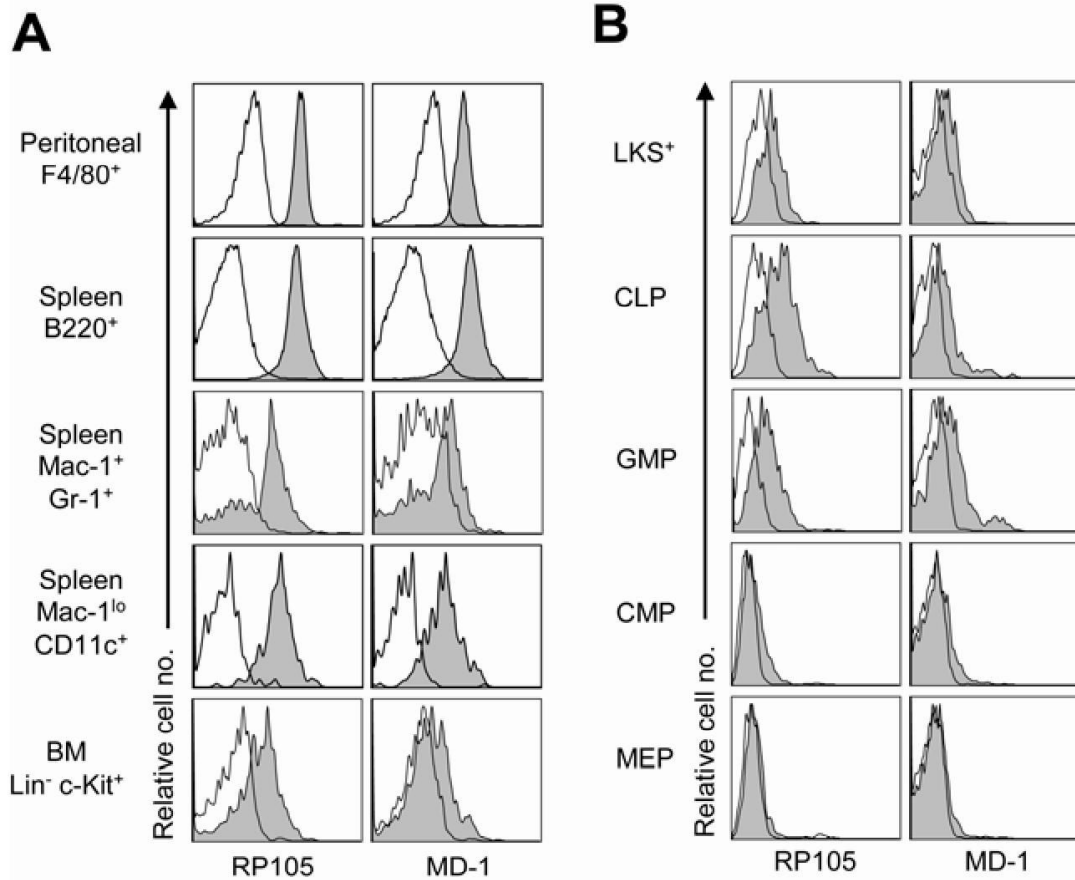 A
Peritoneal
F4/80⁺
Spleen
B220⁺
Spleen
Mac-1⁺
Gr-1⁺
Spleen
Mac-1ˡᵒ
CD11c⁺
BM
Lin⁻ c-Kit⁺
Relative cell no.
RP105
MD-1
B
LKS⁺
CLP
GMP
CMP
MEP
Relative cell no.
RP105
MD-1